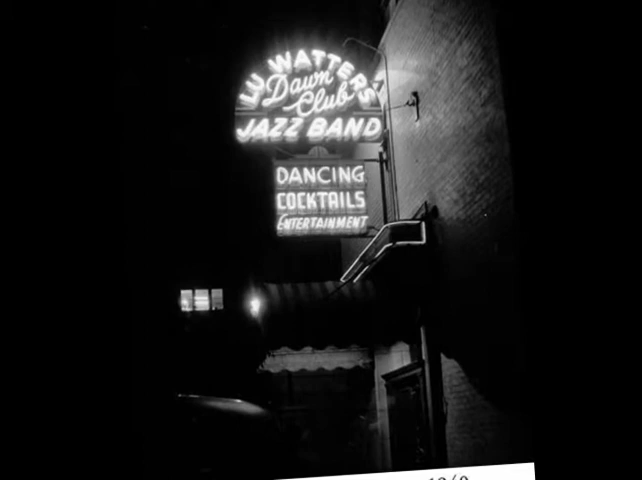 LU WATTERS
Dawn
Club
JAZZ BAND
DANCING
COCKTAILS
ENTERTAINMENT